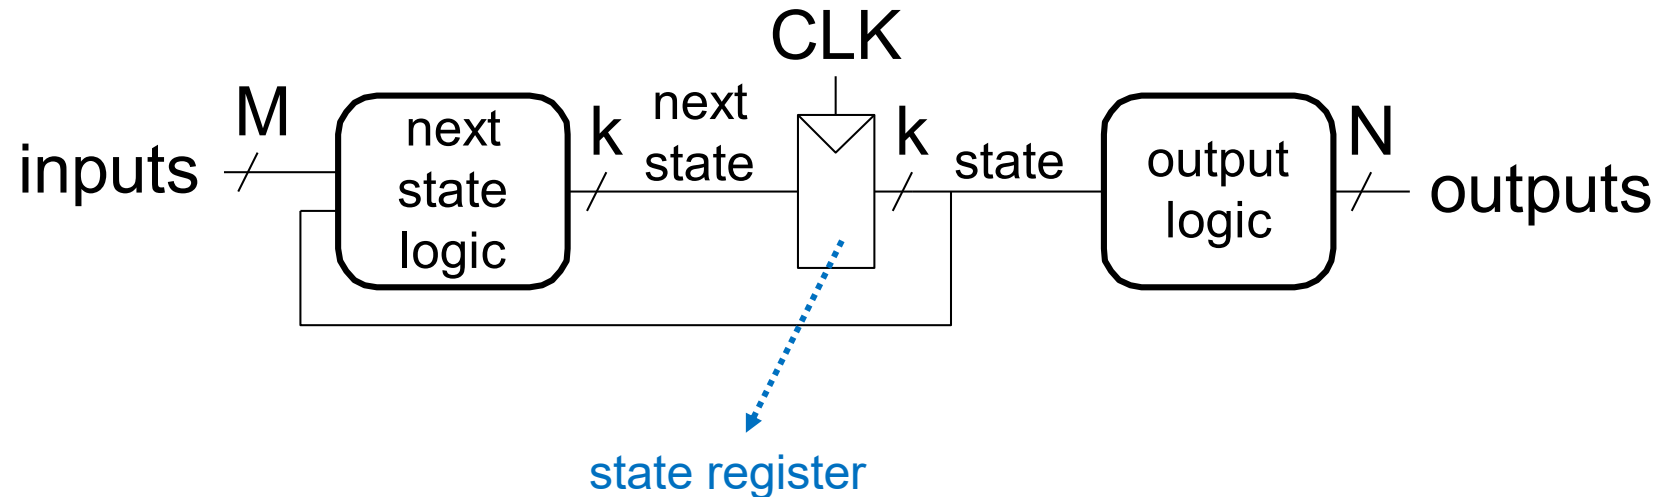 CLK
inputs
M
next
state
logic
k
next
state
k
state
output
logic
N
outputs
state register